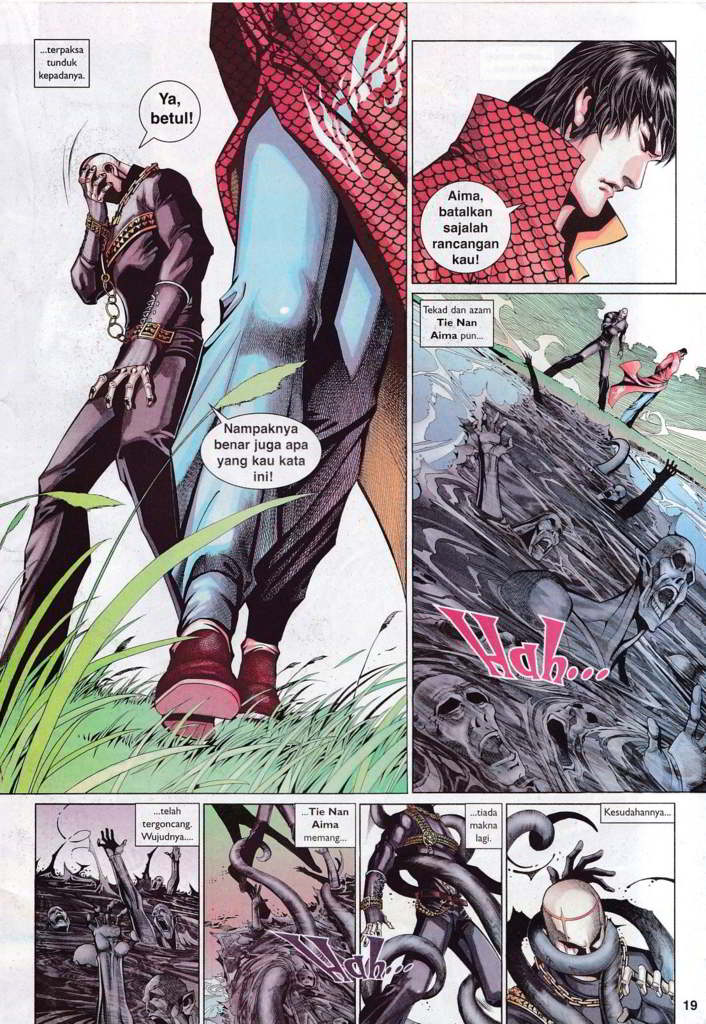 ...terpaksa
tunduk
kepadanya.
Ya,
betul!
Nampaknya
benar juga apa
yang kau kata
ini!
Aima,
batalkan
sajalah
rancangan
kau!
Tekad dan azam
Tie Nan
Aima pun...
Hah...
...telah
tergoncang.
Wujudnya....
...Tie Nan
Aima
memang...
Hah...
...tiada
makna
lagi.
Kesudahannya...
19